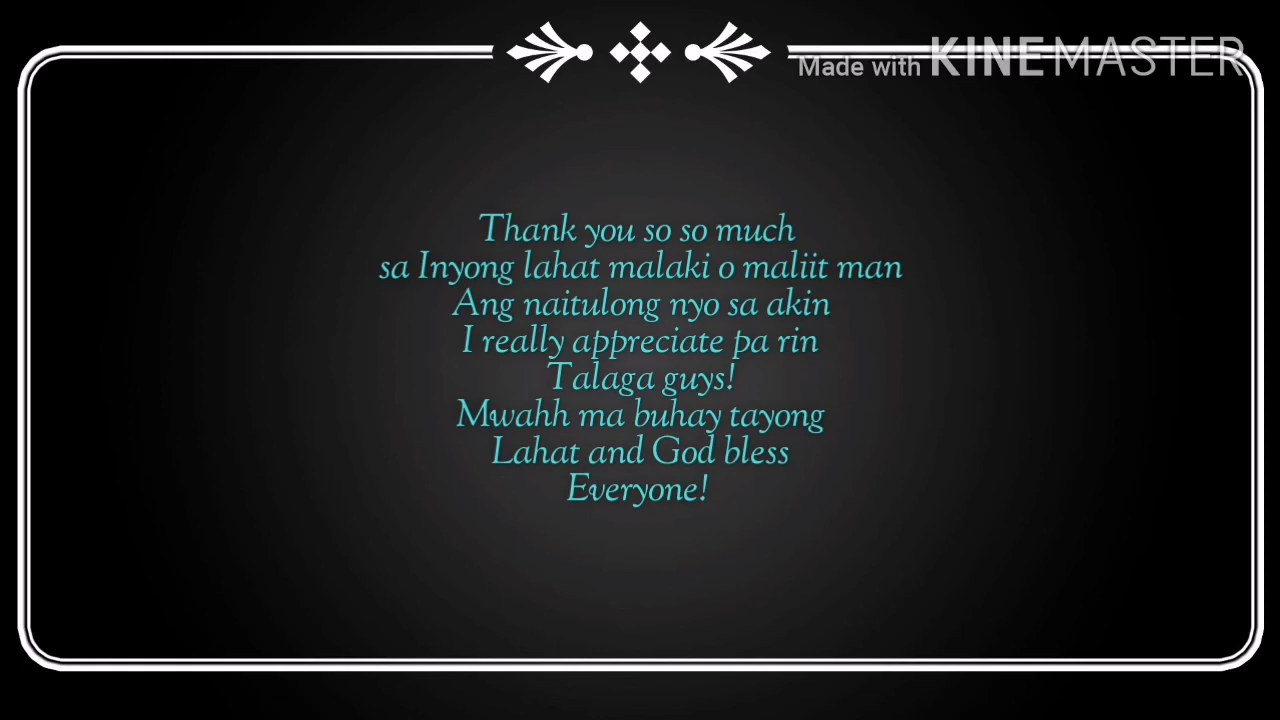 Made with KINEMASTER
Thank you so so much
sa Inyong lahat malaki o maliit man
Ang naitulong nyo sa akin
I really appreciate pa rin
Talaga guys!
Mwahh ma buhay tayong
Lahat and God bless
Everyone!